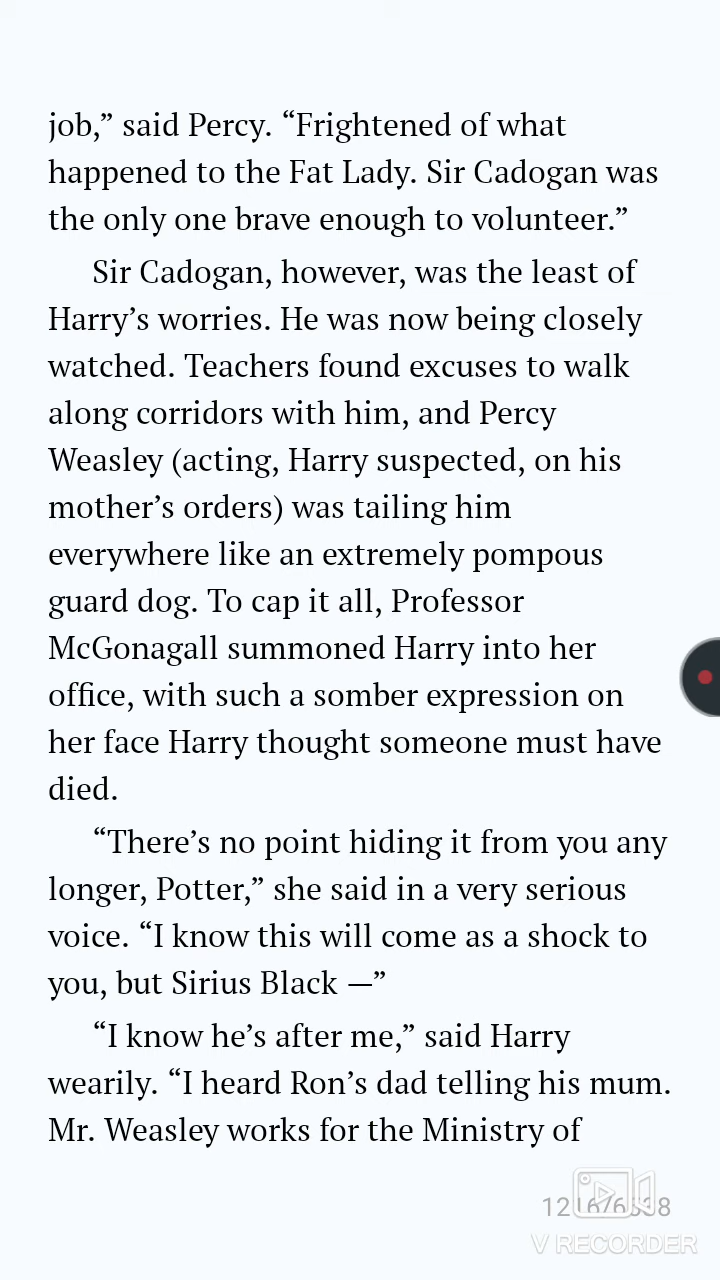 job,” said Percy. “Frightened of what
happened to the Fat Lady. Sir Cadogan was
the only one brave enough to volunteer.”
Sir Cadogan, however, was the least of
Harry’s worries. He was now being closely
watched. Teachers found excuses to walk
along corridors with him, and Percy
Weasley (acting, Harry suspected, on his
mother’s orders) was tailing him
everywhere like an extremely pompous
guard dog. To cap it all, Professor
McGonagall summoned Harry into her
office, with such a somber expression on
her face Harry thought someone must have
died.
“There’s no point hiding it from you any
longer, Potter,” she said in a very serious
voice. “I know this will come as a shock to
you, but Sirius Black —”
“I know he’s after me,” said Harry
wearily. “I heard Ron’s dad telling his mum.
Mr. Weasley works for the Ministry of
V RECORDER